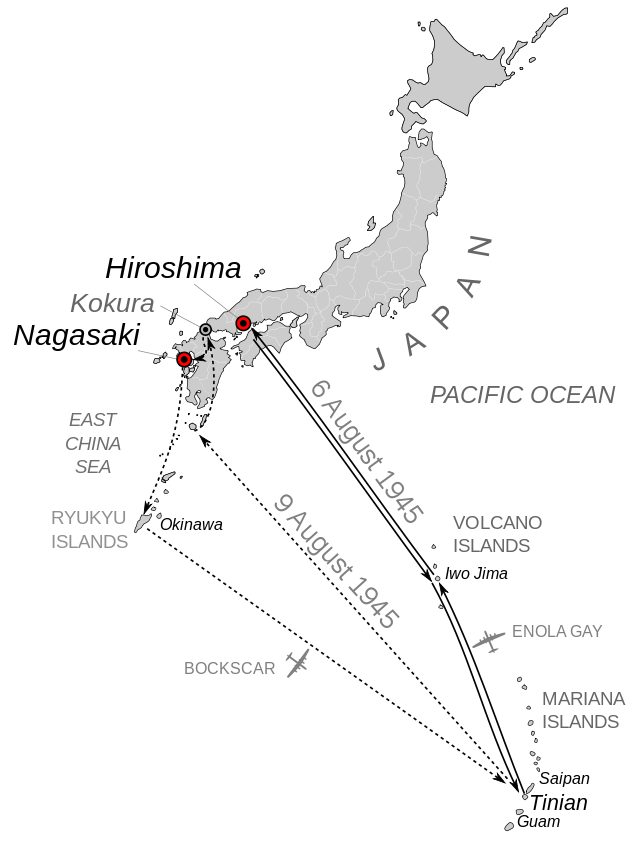 Hiroshima
Kokura
Nagasaki
JAPAN
PACIFIC OCEAN
EAST
CHINA
SEA
6 August 1945
9 August 1945
RYUKYU
ISLANDS
Okinawa
VOLCANO
ISLANDS
Iwo Jima
ENOLA GAY
BOCKSCAR
MARIANA
ISLANDS
Saipan
Tinian
Guam